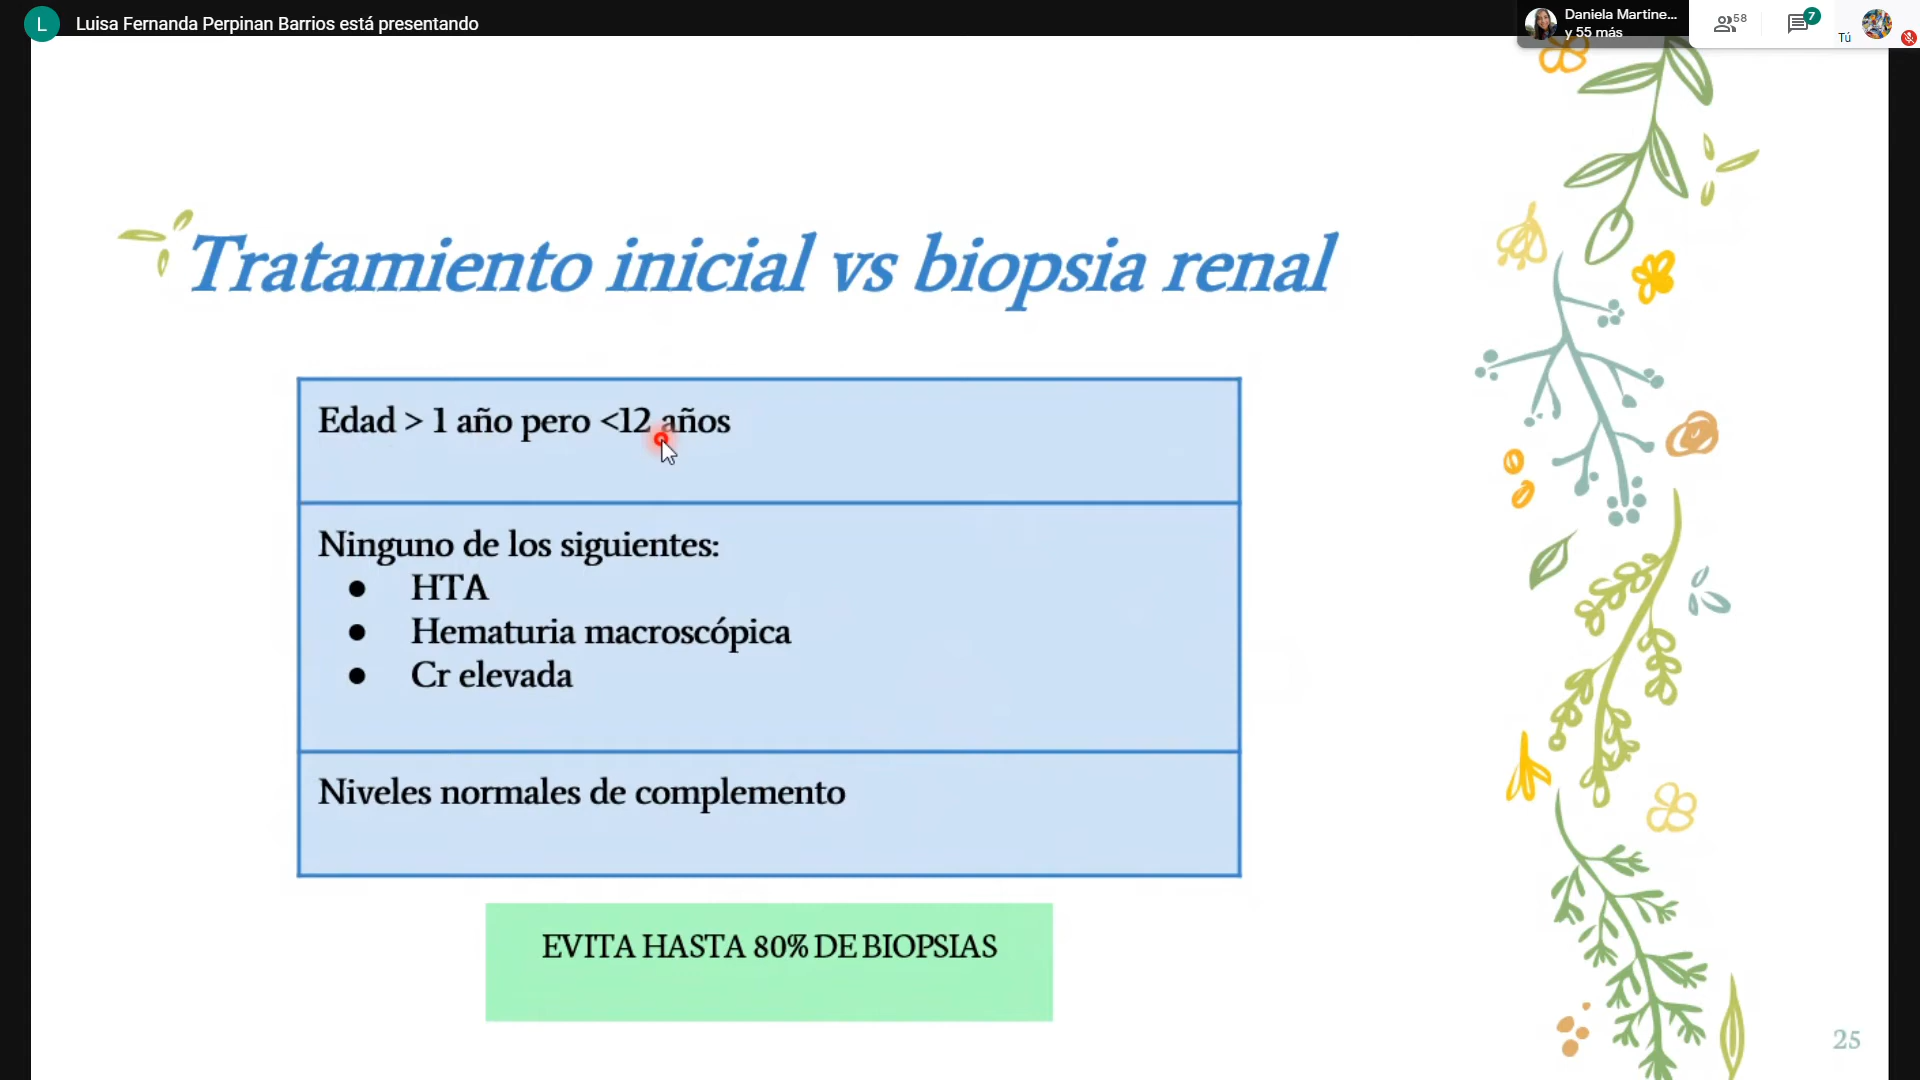 L Luisa Fernanda Perpinan Barrios está presentando
Daniela Martine...
y 55 más
58
7
Tú
Tratamiento inicial vs biopsia renal
Edad > 1 año pero <12 años
Ninguno de los siguientes:
● HTA
● Hematuria macroscópica
● Cr elevada
Niveles normales de complemento
EVITA HASTA 80% DE BIOPSIAS
25